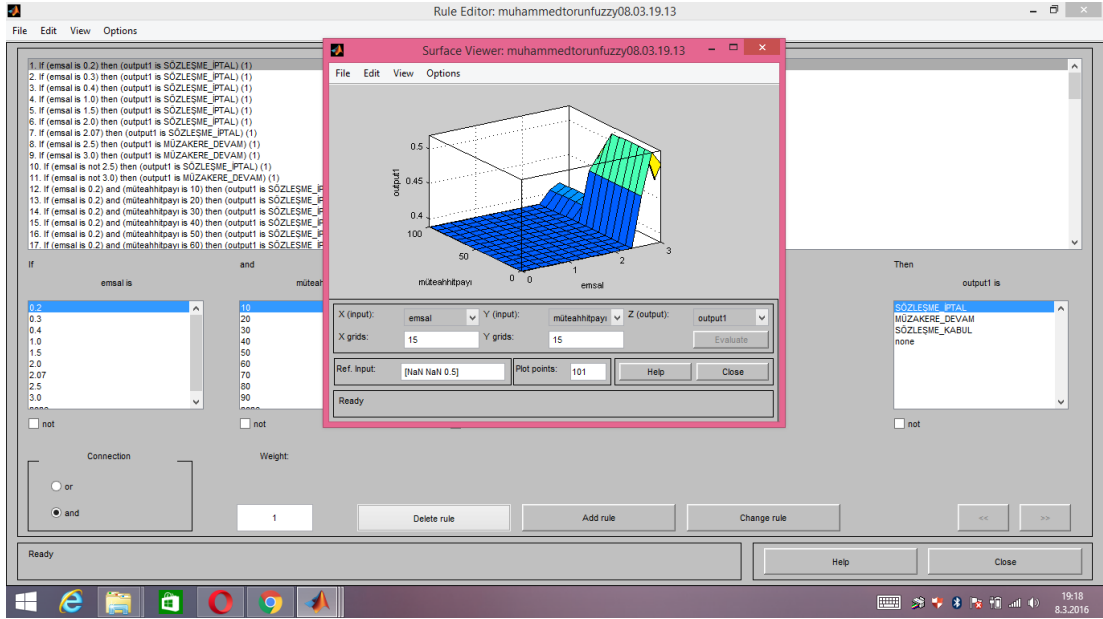 Rule Editor: muhammedtorunfuzzy08.03.19.13
File Edit View Options
1. If (emsal is 0.2) then (output1 is SÖZLEŞME_İPTAL) (1)
2. If (emsal is 0.3) then (output1 is SÖZLEŞME_İPTAL) (1)
3. If (emsal is 0.4) then (output1 is SÖZLEŞME_İPTAL) (1)
4. If (emsal is 1.0) then (output1 is SÖZLEŞME_İPTAL) (1)
5. If (emsal is 1.5) then (output1 is SÖZLEŞME_İPTAL) (1)
6. If (emsal is 2.0) then (output1 is SÖZLEŞME_İPTAL) (1)
7. If (emsal is 2.07) then (output1 is SÖZLEŞME_İPTAL) (1)
8. If (emsal is 2.5) then (output1 is MÜZAKERE_DEVAM) (1)
9. If (emsal is 3.0) then (output1 is MÜZAKERE_DEVAM) (1)
10. If (emsal is not 2.5) then (output1 is SÖZLEŞME_İPTAL) (1)
11. If (emsal is not 3.0) then (output1 is MÜZAKERE_DEVAM) (1)
12. If (emsal is 0.2) and (müteahhitpayı is 10) then (output1 is SÖZLEŞME_İP
13. If (emsal is 0.2) and (müteahhitpayı is 20) then (output1 is SÖZLEŞME_İP
14. If (emsal is 0.2) and (müteahhitpayı is 30) then (output1 is SÖZLEŞME_İP
15. If (emsal is 0.2) and (müteahhitpayı is 40) then (output1 is SÖZLEŞME_İP
16. If (emsal is 0.2) and (müteahhitpayı is 50) then (output1 is SÖZLEŞME_İP
17. If (emsal is 0.2) and (müteahhitpayı is 60) then (output1 is SÖZLEŞME_İP
Surface Viewer: muhammedtorunfuzzy08.03.19.13
File Edit View Options
0.5
0.45
0.4
output1
100
50
0
müteahhitpayı
0
1
2
3
emsal
X (input): emsal Y (input): müteahhitpayı Z (output): output1
X grids: 15 Y grids: 15 Evaluate
Ref. Input: [NaN NaN 0.5] Plot points: 101 Help Close
Ready
If and Then
emsal is müteah output1 is
0.2
0.3
0.4
1.0
1.5
2.0
2.07
2.5
3.0
10
20
30
40
50
60
70
80
90
SÖZLEŞME_İPTAL
MÜZAKERE_DEVAM
SÖZLEŞME_KABUL
none
not not not
Connection Weight:
or
and
1 Delete rule Add rule Change rule << >>
Ready Help Close
19:18
8.3.2016